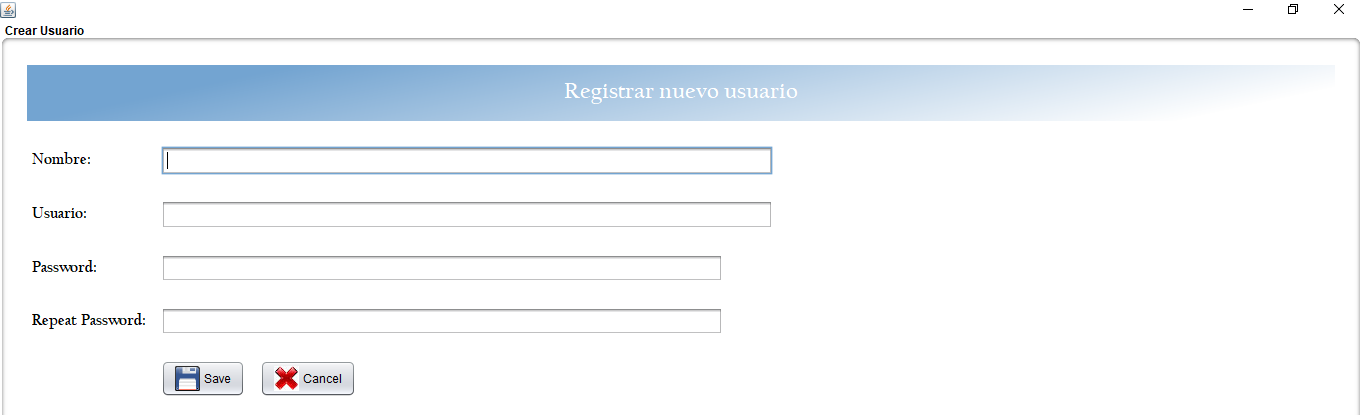 Crear Usuario
Registrar nuevo usuario
Nombre:
Usuario:
Password:
Repeat Password:
Save Cancel